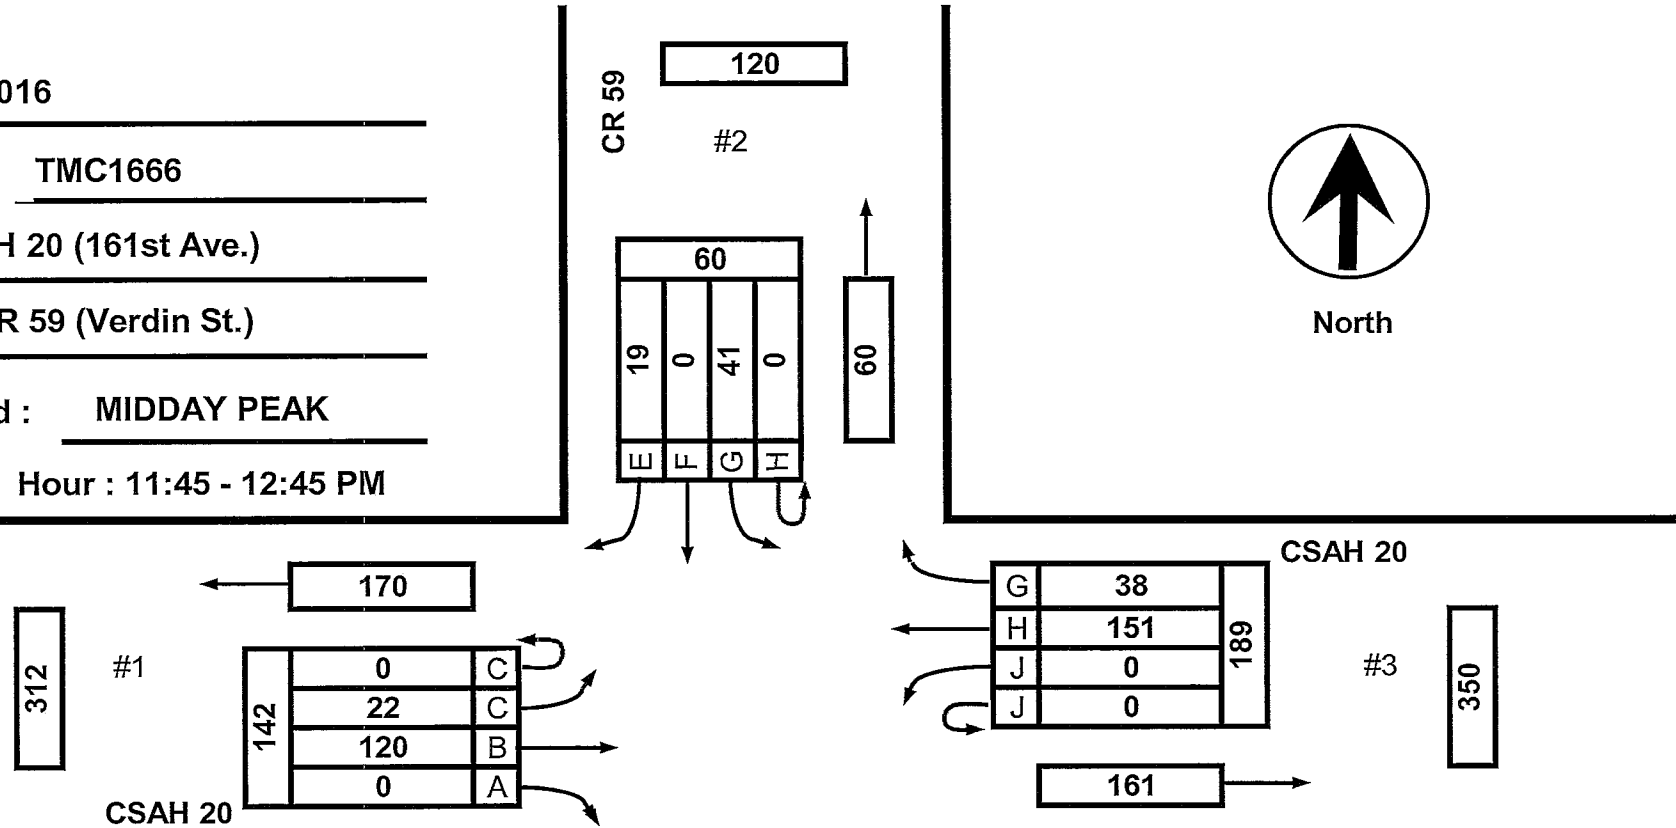 016
TMC1666
H 20 (161st Ave.)
R 59 (Verdin St.)
d : MIDDAY PEAK
Hour : 11:45 - 12:45 PM
CR 59
120
#2
60
19 0 41 0
E F G H
60
North
170
312
#1
142
0 C
22 C
120 B
0 A
CSAH 20
CSAH 20
G 38
H 151
J 0
J 0
189
#3
350
161